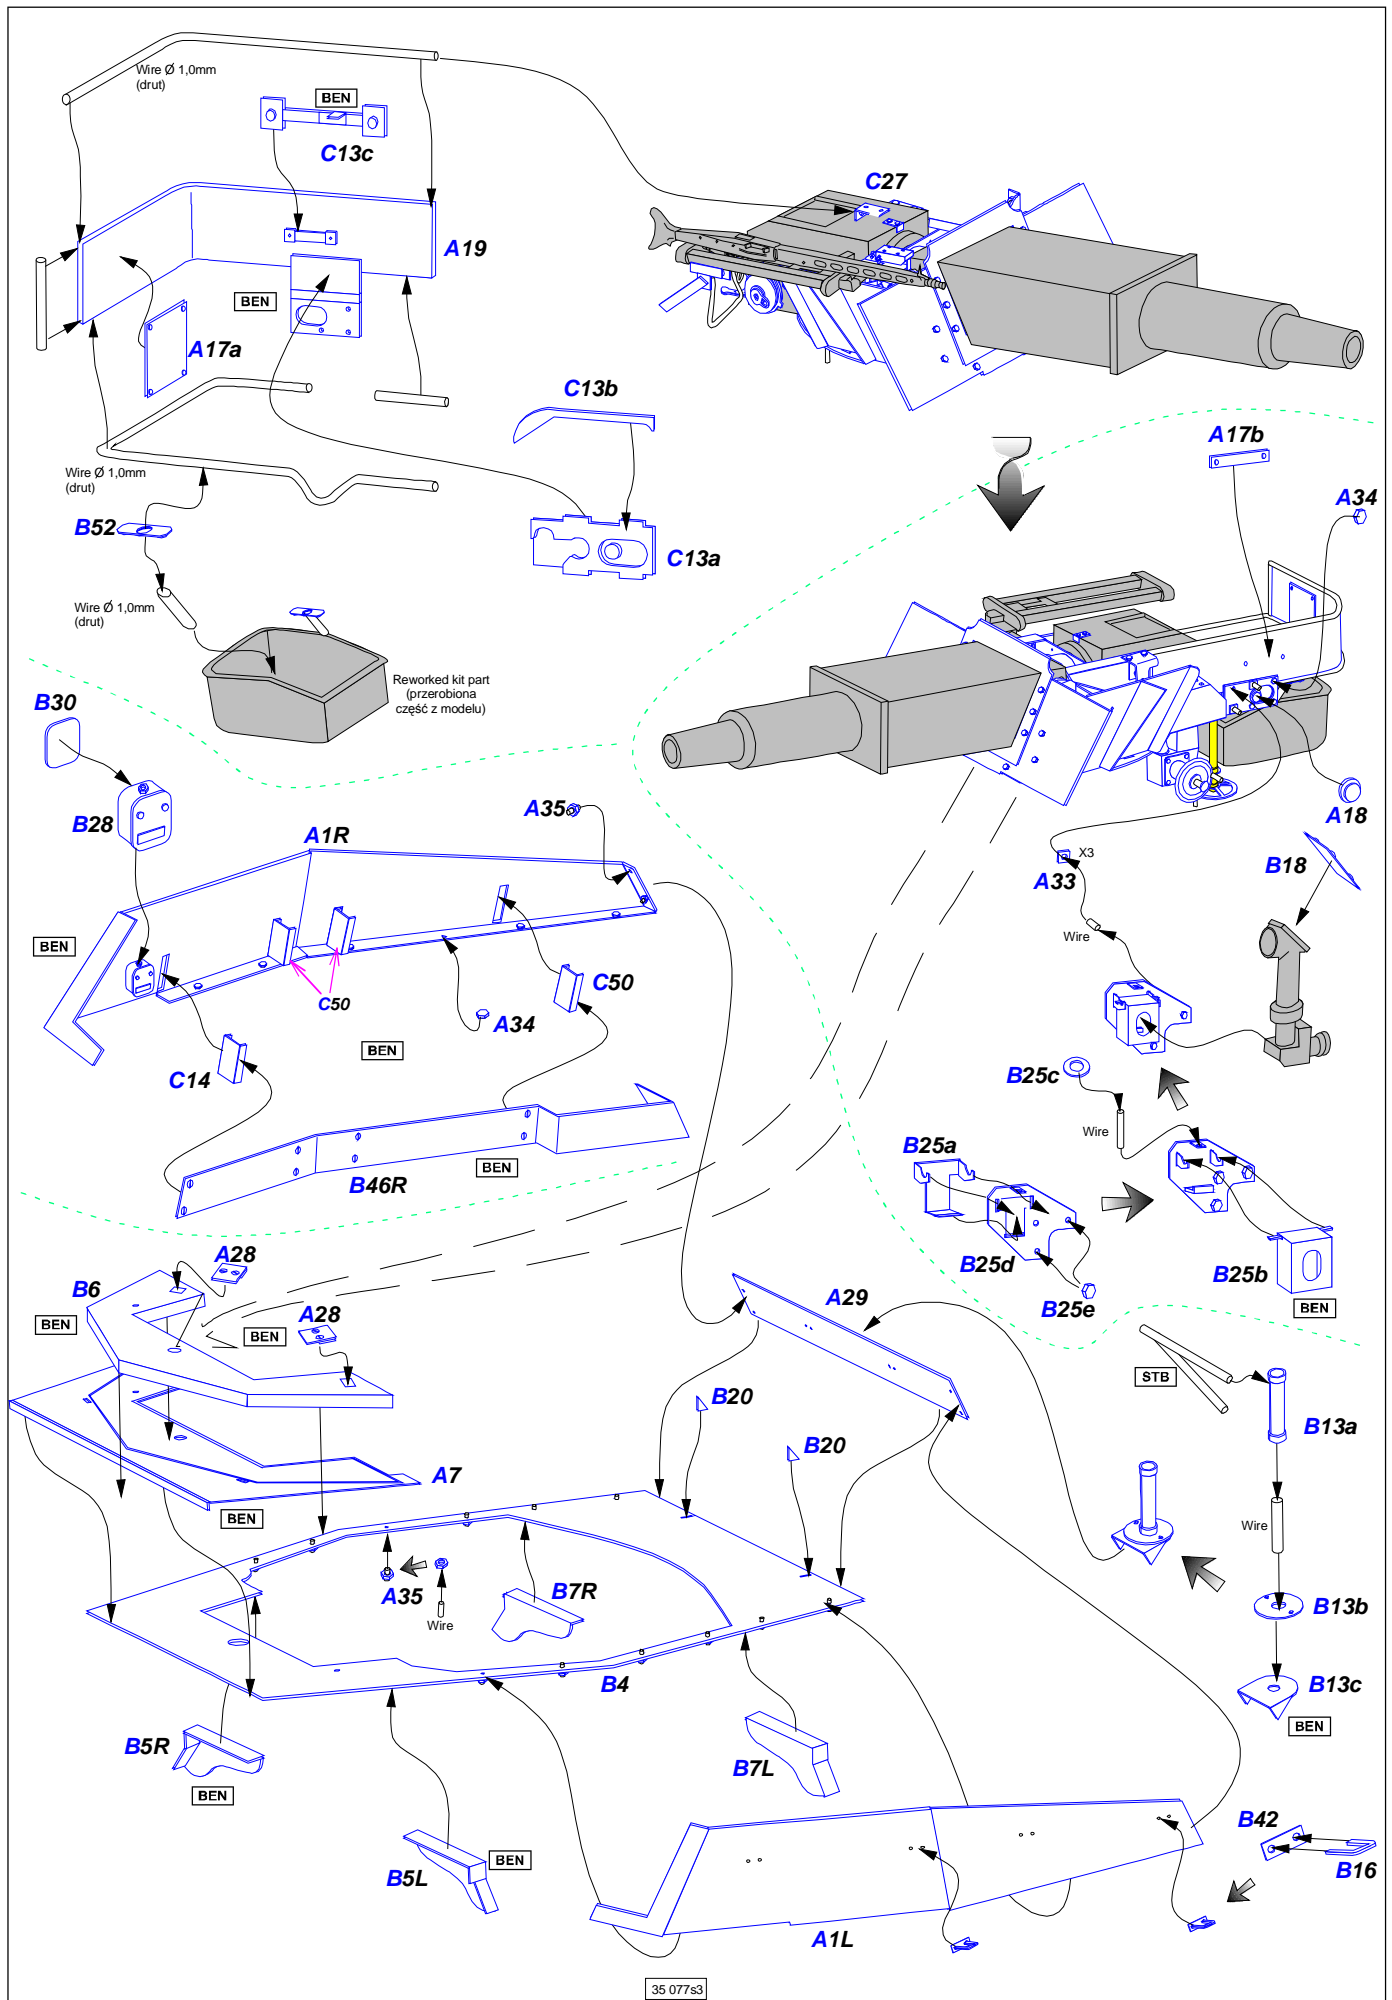 Wire Ø 1,0mm
(drut)
BEN
C13c
C27
A19
BEN
A17a
C13b
A17b
Wire Ø 1,0mm
(drut)
A34
B52
C13a
Wire Ø 1,0mm
(drut)
Reworked kit part
(przerobiona
część z modelu)
B30
B28
A35
A1R
A18
X3
A33
B18
BEN
Wire
C50
C50
A34
BEN
C14
B25c
Wire
B25a
BEN
B46R
B25d
B25b
A28
B6
BEN
A29
B25e
BEN
A28
BEN
STB
B20
B13a
B20
A7
BEN
Wire
A35
B7R
Wire
B13b
B4
B13c
BEN
B5R
B7L
BEN
B42
BEN
B5L
B16
A1L
35 077s3